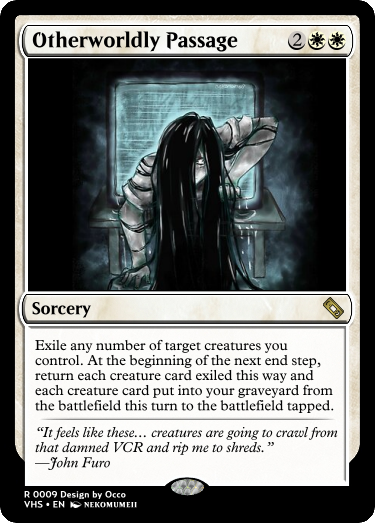 Otherworldly Passage 2
Sorcery
Exile any number of target creatures you
control. At the beginning of the next end step,
return each creature card exiled this way and
each creature card put into your graveyard from
the battlefield this turn to the battlefield tapped.
“It feels like these… creatures are going to crawl from
that damned VCR and rip me to shreds.”
—John Furo
R 0009 Design by Occo
VHS • EN NEKOMUMEII